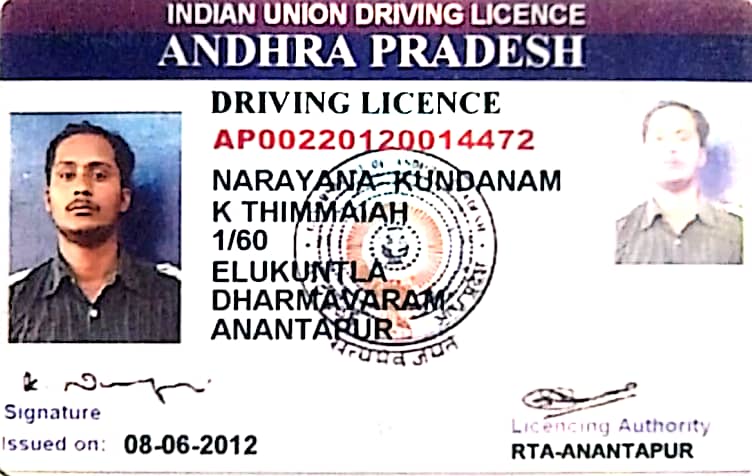 INDIAN UNION DRIVING LICENCE
ANDHRA PRADESH
DRIVING LICENCE
AP00220120014472
NARAYANA KUNDANAM
K THIMMAIAH
1/60
ELUKUNTLA
DHARMAVARAM
ANANTAPUR
Signature
Issued on: 08-06-2012
Licencing Authority
RTA-ANANTAPUR